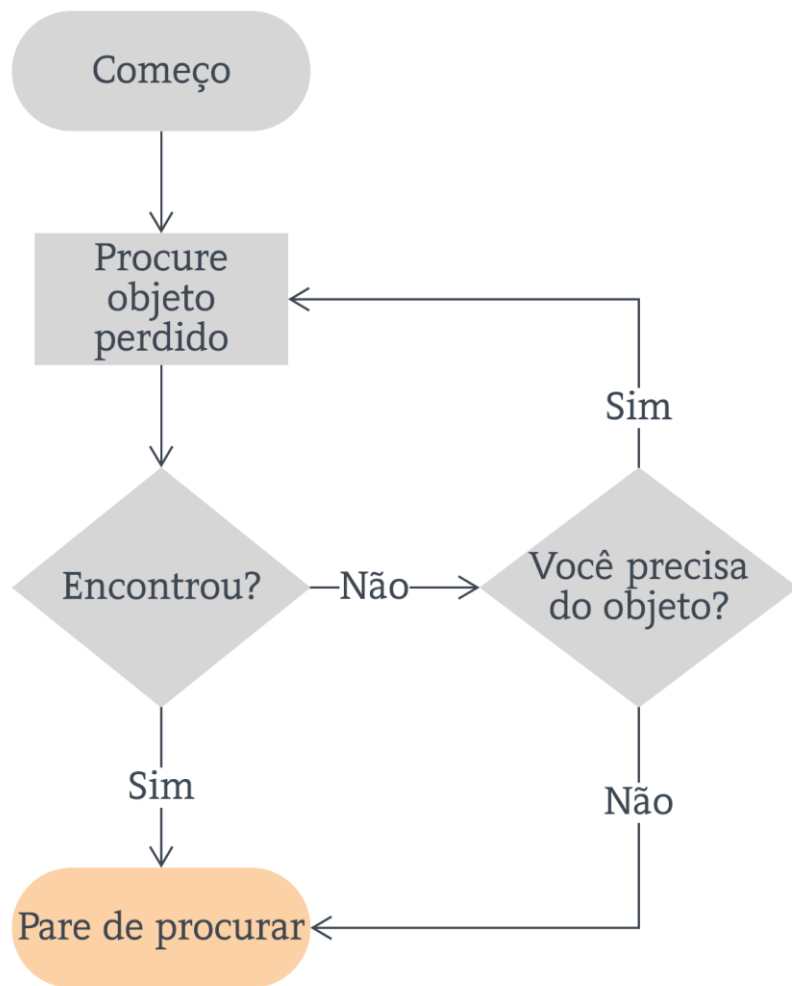 Começo
Procure
objeto
perdido
Sim
Encontrou?
Não
Você precisa
do objeto?
Sim
Não
Pare de procurar